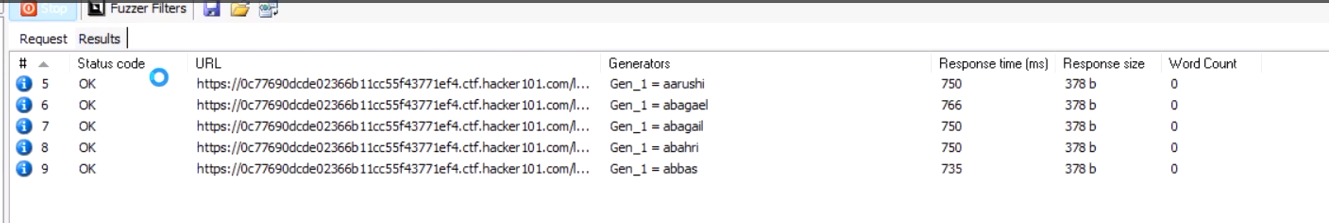 Stop Fuzzer Filters
Request Results
# Status code URL Generators Response time (ms) Response size Word Count
5 OK https://0c77690dcde02366b11cc55f43771ef4.ctf.hacker101.com/l... Gen_1 = aarushi 750 378 b 0
6 OK https://0c77690dcde02366b11cc55f43771ef4.ctf.hacker101.com/l... Gen_1 = abagael 766 378 b 0
7 OK https://0c77690dcde02366b11cc55f43771ef4.ctf.hacker101.com/l... Gen_1 = abagail 750 378 b 0
8 OK https://0c77690dcde02366b11cc55f43771ef4.ctf.hacker101.com/l... Gen_1 = abahri 750 378 b 0
9 OK https://0c77690dcde02366b11cc55f43771ef4.ctf.hacker101.com/l... Gen_1 = abbas 735 378 b 0